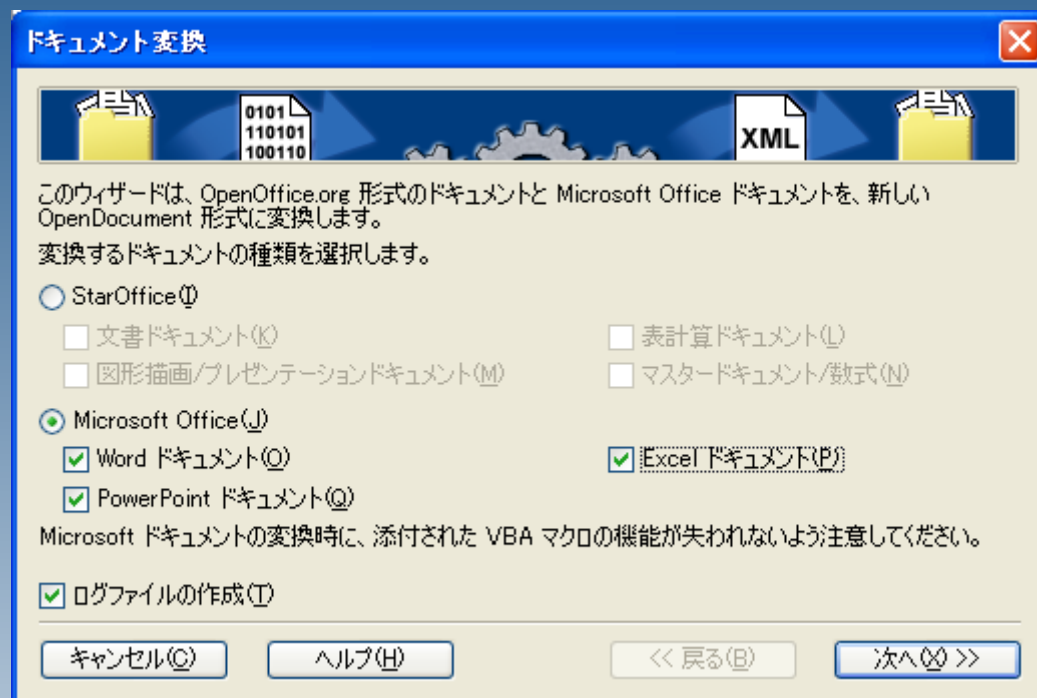 ドキュメント変換
0101
110101
100110
XML
このウィザードは、OpenOffice.org 形式のドキュメントと Microsoft Office ドキュメントを、新しい
OpenDocument 形式に変換します。
変換するドキュメントの種類を選択します。
StarOffice(I)
文書ドキュメント(K) 表計算ドキュメント(L)
図形描画/プレゼンテーションドキュメント(M) マスタードキュメント/数式(N)
Microsoft Office(J)
Word ドキュメント(O) Excel ドキュメント(P)
PowerPoint ドキュメント(Q)
Microsoft ドキュメントの変換時に、添付された VBA マクロの機能が失われないよう注意してください。
ログファイルの作成(T)
キャンセル(C) ヘルプ(H) << 戻る(B) 次へ(X) >>